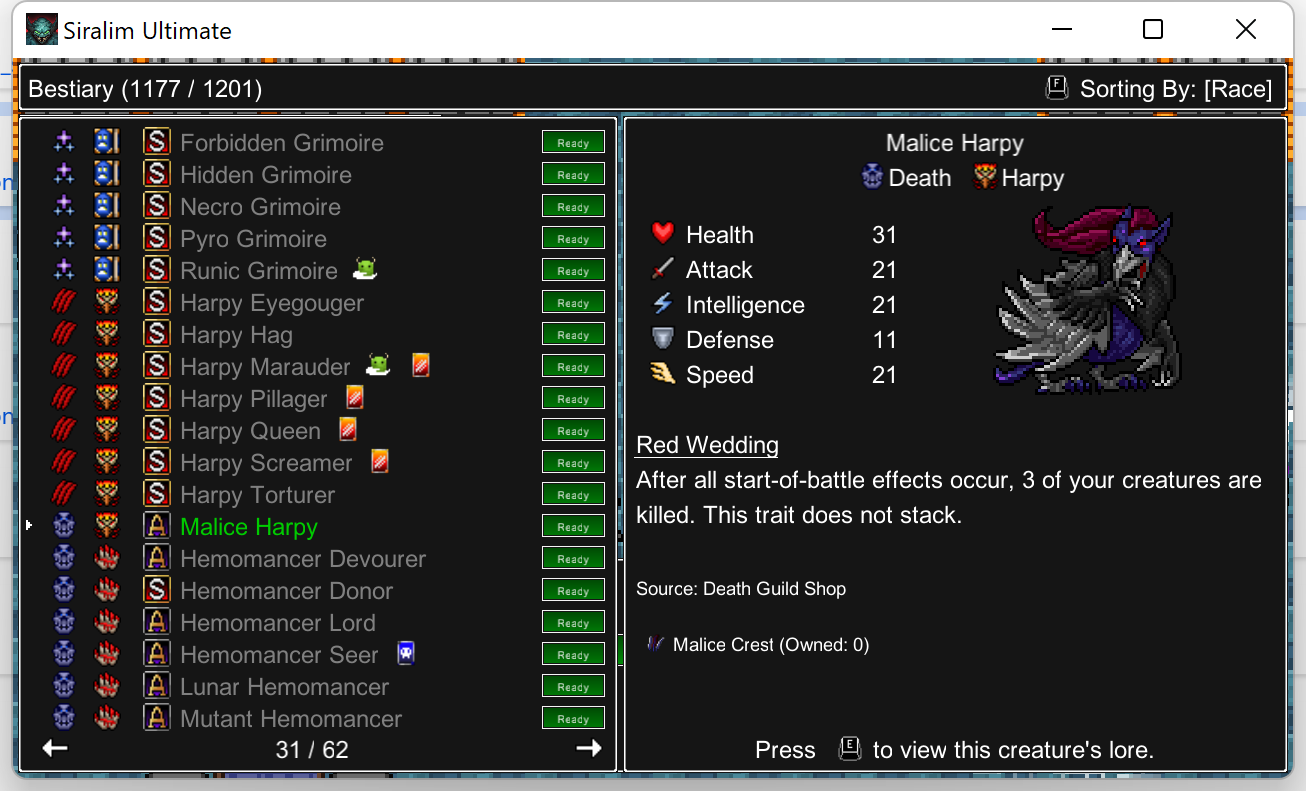 Siralim Ultimate
Bestiary (1177 / 1201)
F Sorting By: [Race]
S Forbidden Grimoire Ready
S Hidden Grimoire Ready
S Necro Grimoire Ready
S Pyro Grimoire Ready
S Runic Grimoire Ready
S Harpy Eyegouger Ready
S Harpy Hag Ready
S Harpy Marauder Ready
S Harpy Pillager Ready
S Harpy Queen Ready
S Harpy Screamer Ready
S Harpy Torturer Ready
A Malice Harpy Ready
A Hemomancer Devourer Ready
S Hemomancer Donor Ready
A Hemomancer Lord Ready
A Hemomancer Seer Ready
A Lunar Hemomancer Ready
A Mutant Hemomancer Ready
31 / 62
Malice Harpy
Death Harpy
Health 31
Attack 21
Intelligence 21
Defense 11
Speed 21
Red Wedding
After all start-of-battle effects occur, 3 of your creatures are
killed. This trait does not stack.
Source: Death Guild Shop
Malice Crest (Owned: 0)
Press E to view this creature's lore.